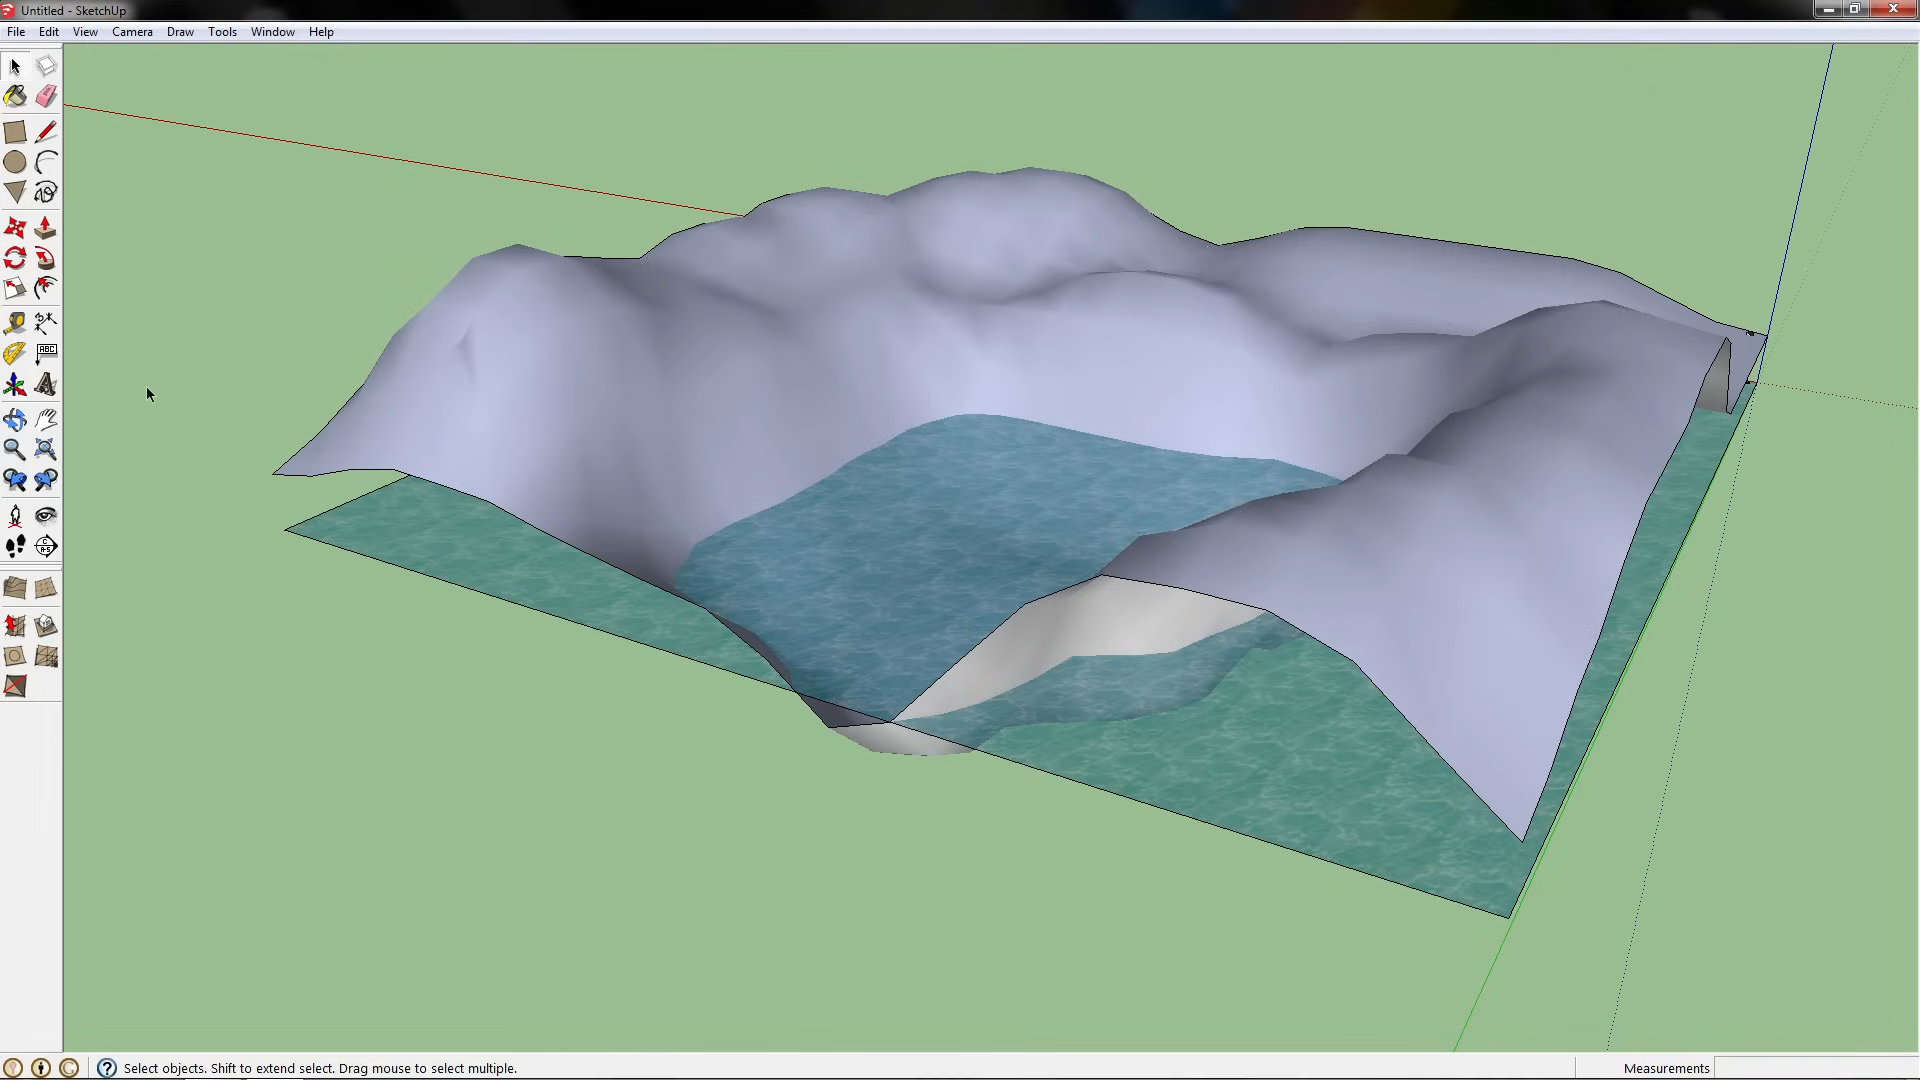 Untitled - SketchUp
File Edit View Camera Draw Tools Window Help
ABC
Select objects. Shift to extend select. Drag mouse to select multiple.
Measurements